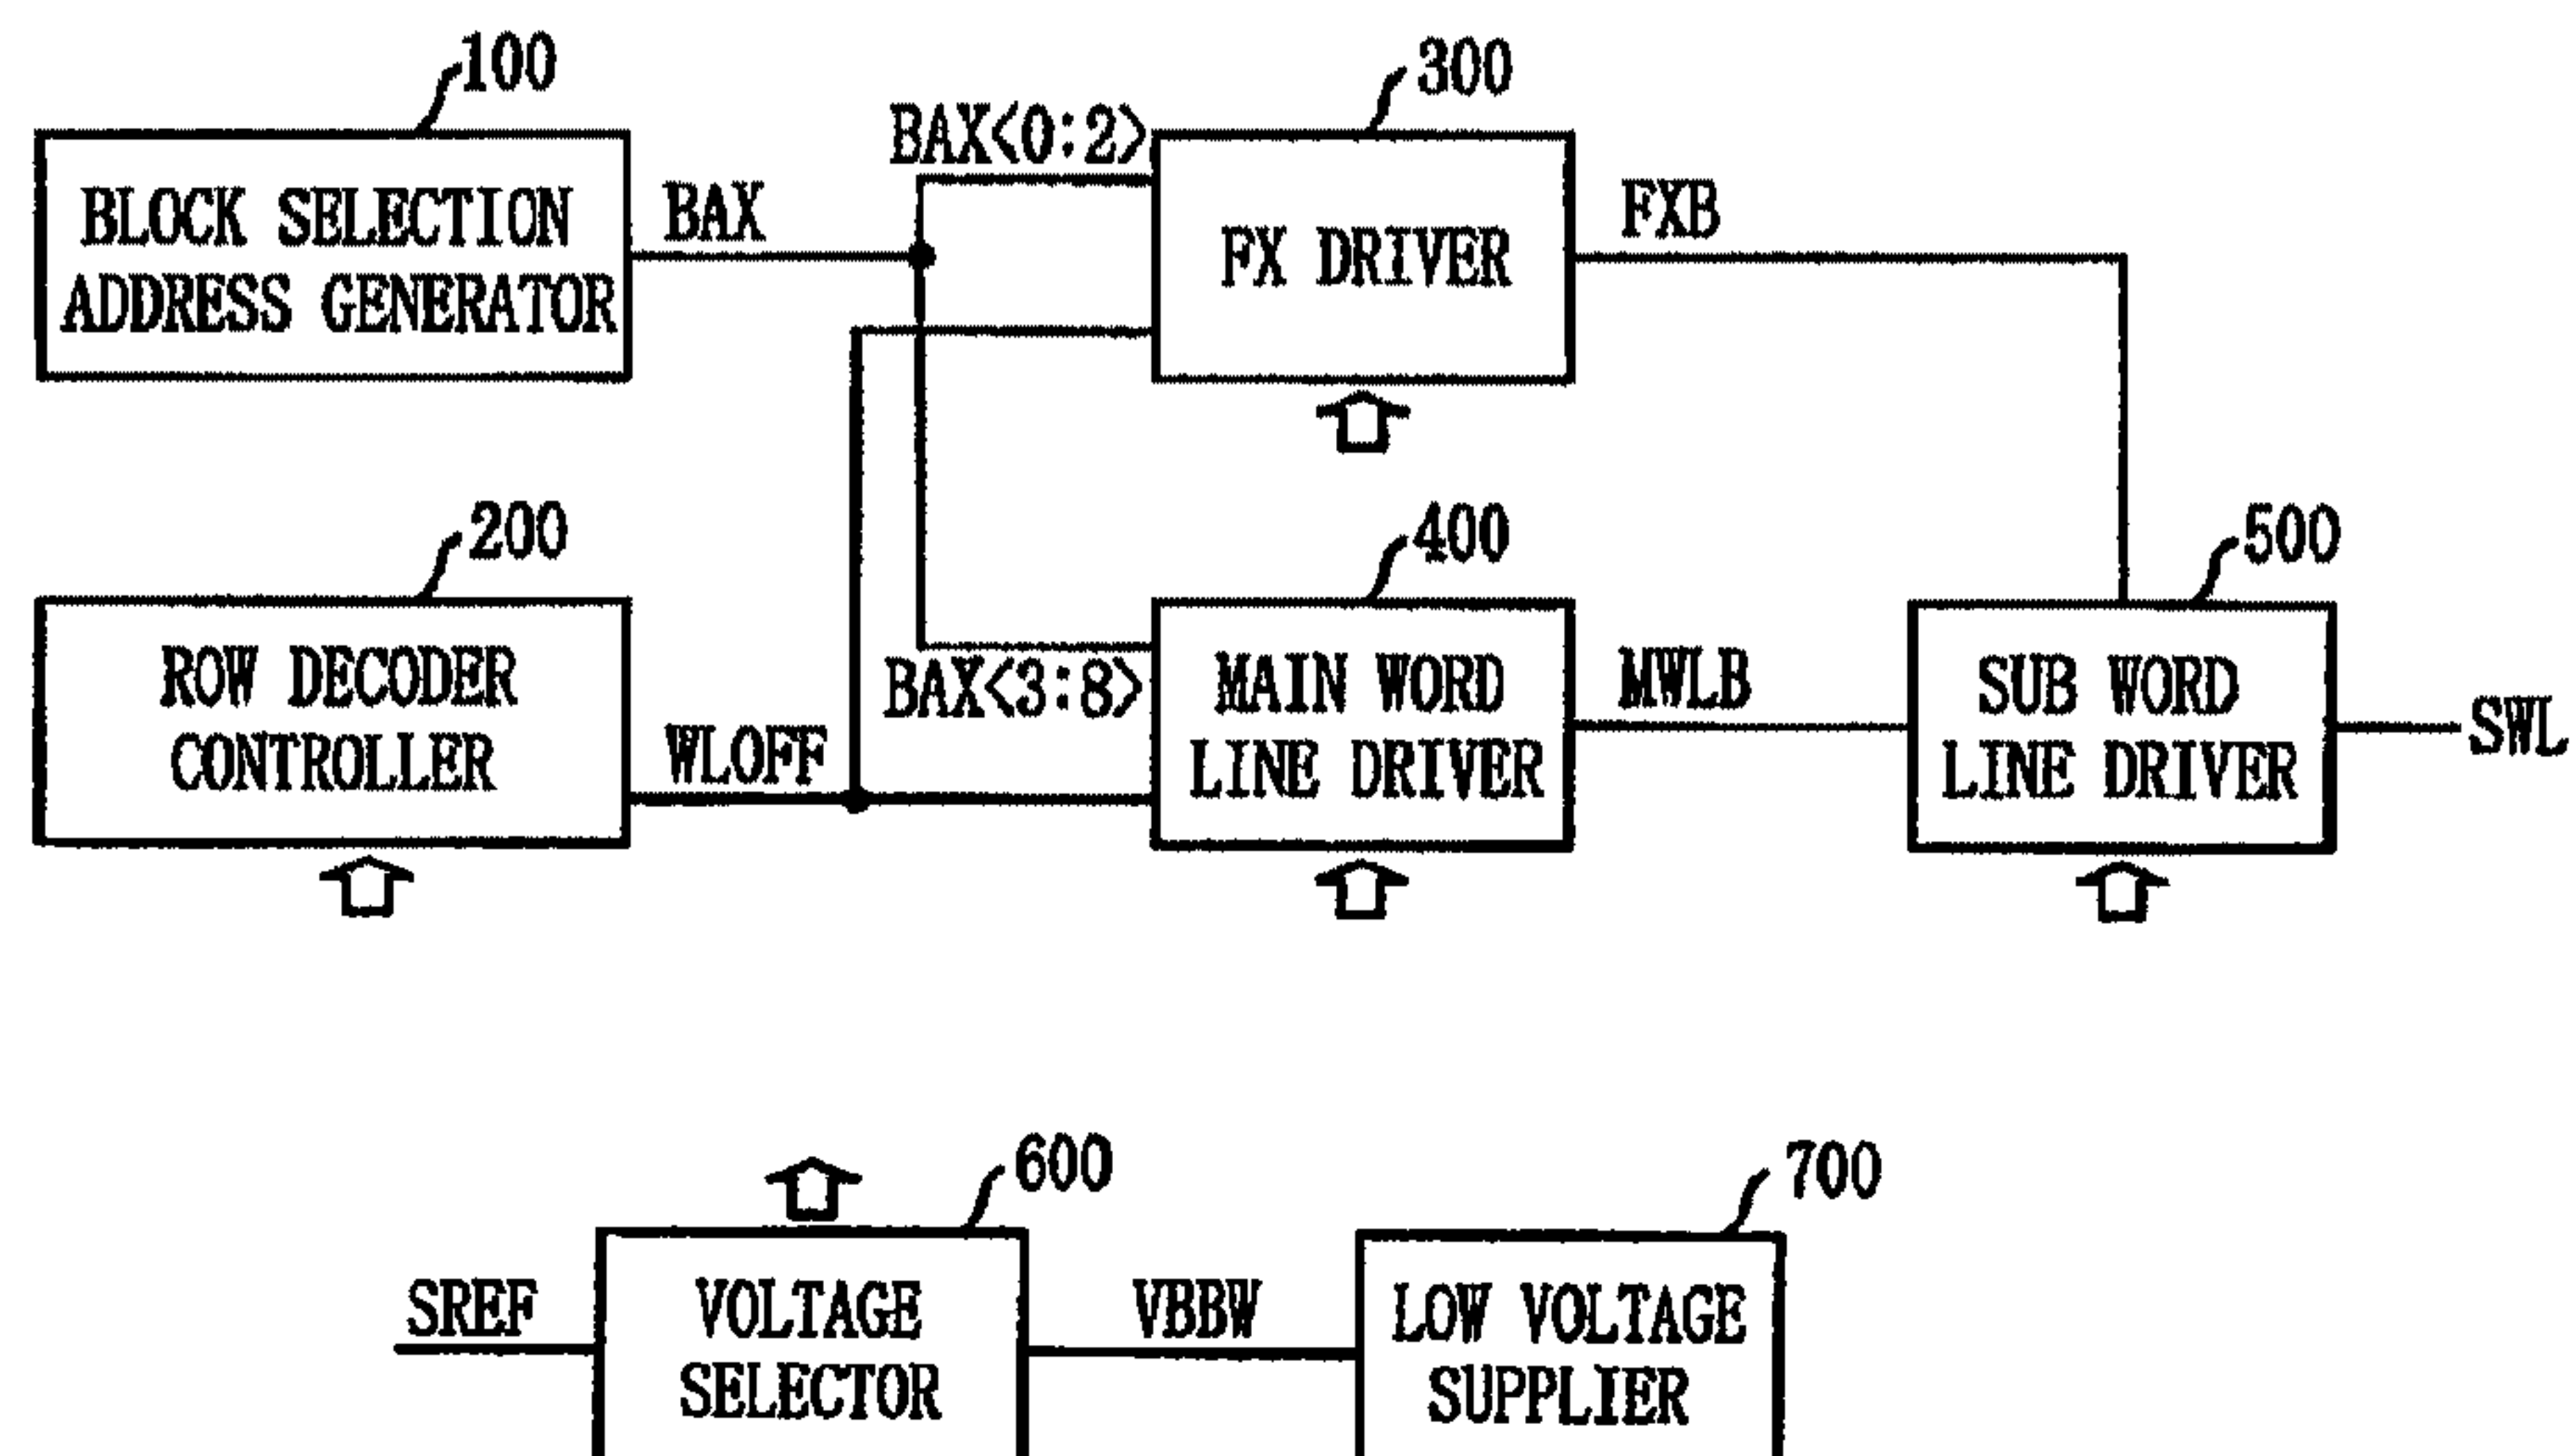 100
300
BAX<0:2>
BLOCK SELECTION
ADDRESS GENERATOR
BAX
FX DRIVER
FXB
200
400
500
ROW DECODER
CONTROLLER
WLOFF
BAX<3:8>
MAIN WORD
LINE DRIVER
MWLB
SUB WORD
LINE DRIVER
SWL
600
700
SREF
VOLTAGE
SELECTOR
VBBW
LOW VOLTAGE
SUPPLIER